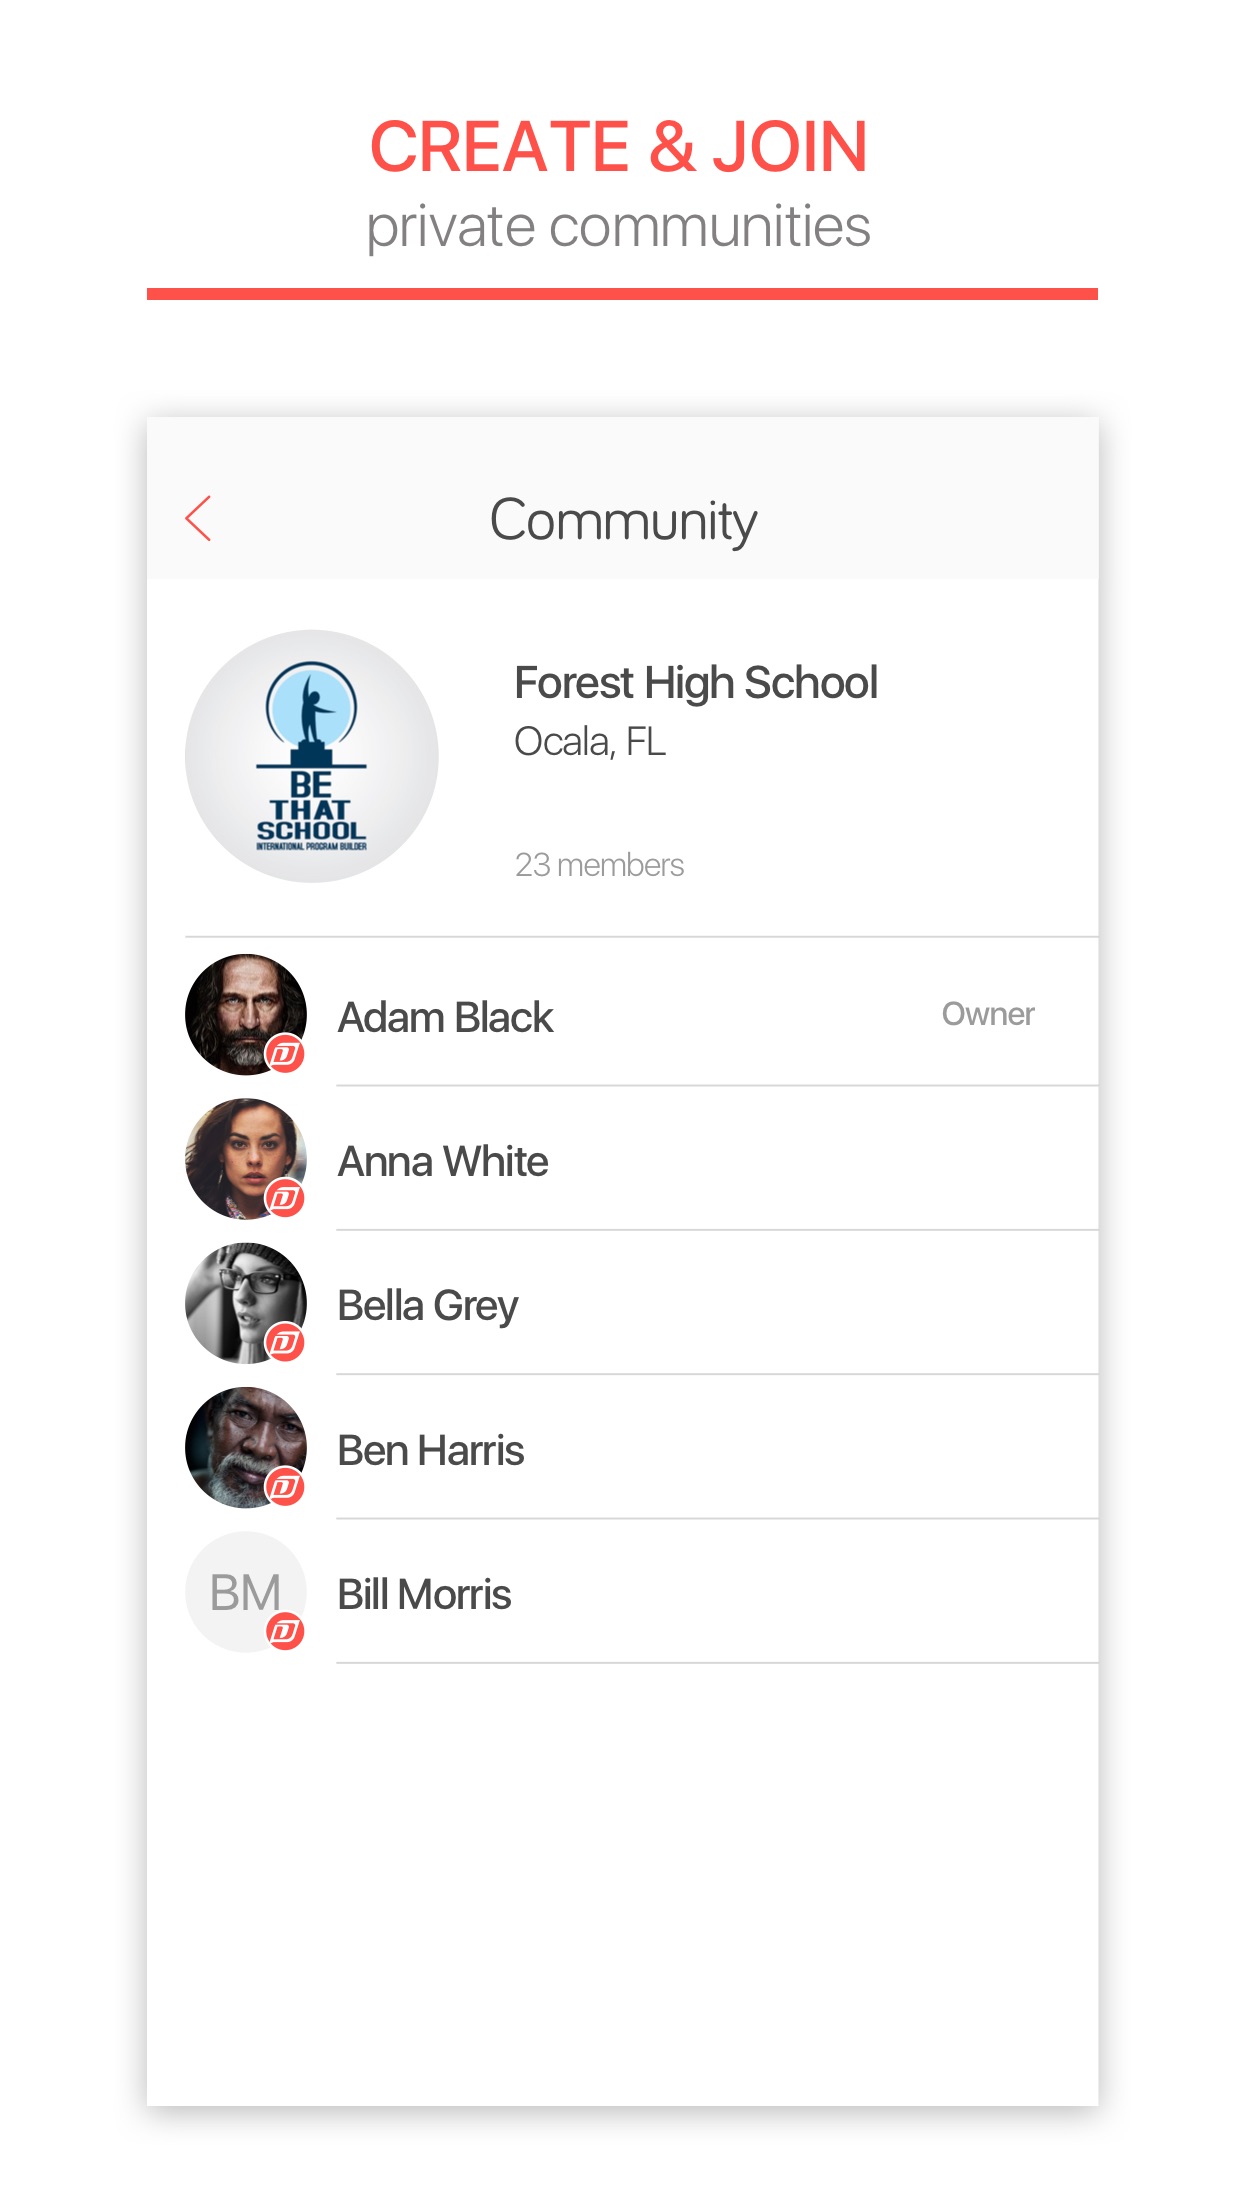 CREATE & JOIN
private communities
Community
BE
THAT
SCHOOL
INTERNATIONAL PROGRAM BUILDER
Forest High School
Ocala, FL
23 members
Adam Black
Owner
Anna White
Bella Grey
Ben Harris
BM
Bill Morris